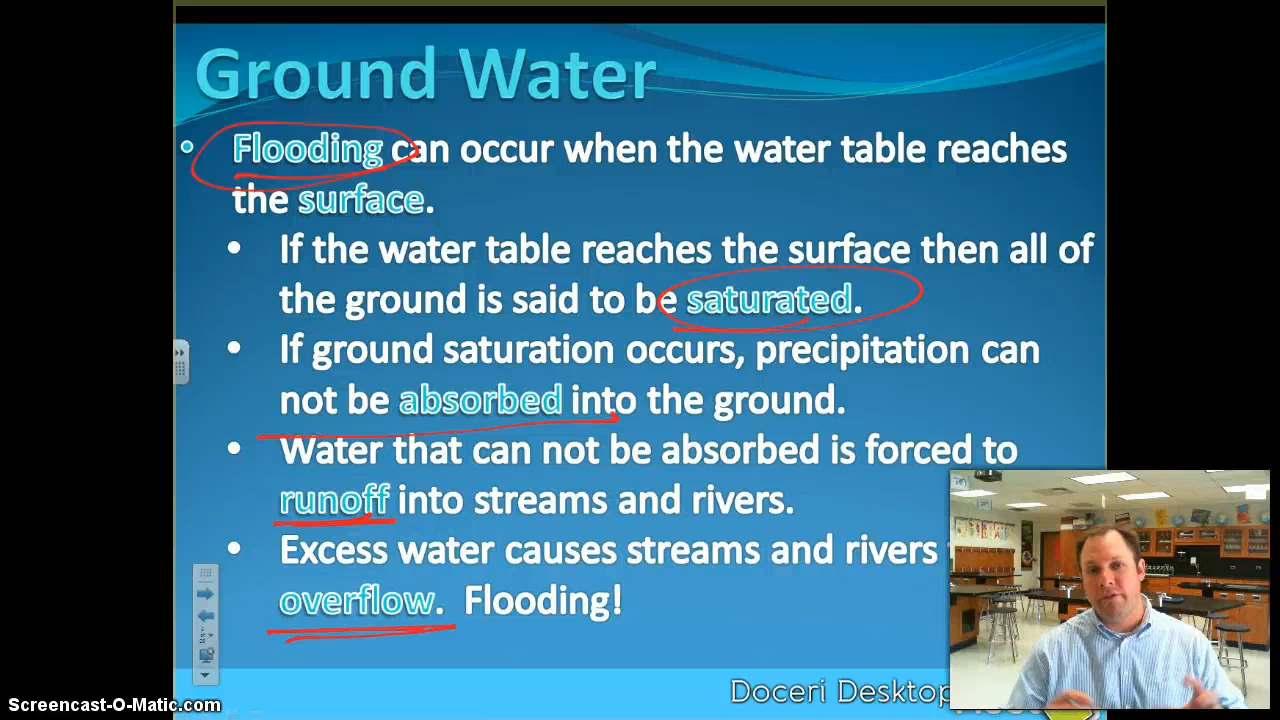 Ground Water
• Flooding can occur when the water table reaches
the surface.
• If the water table reaches the surface then all of
the ground is said to be saturated.
• If ground saturation occurs, precipitation can
not be absorbed into the ground.
• Water that can not be absorbed is forced to
runoff into streams and rivers.
• Excess water causes streams and rivers
overflow. Flooding!
Doceri Desktop
Screencast-O-Matic.com